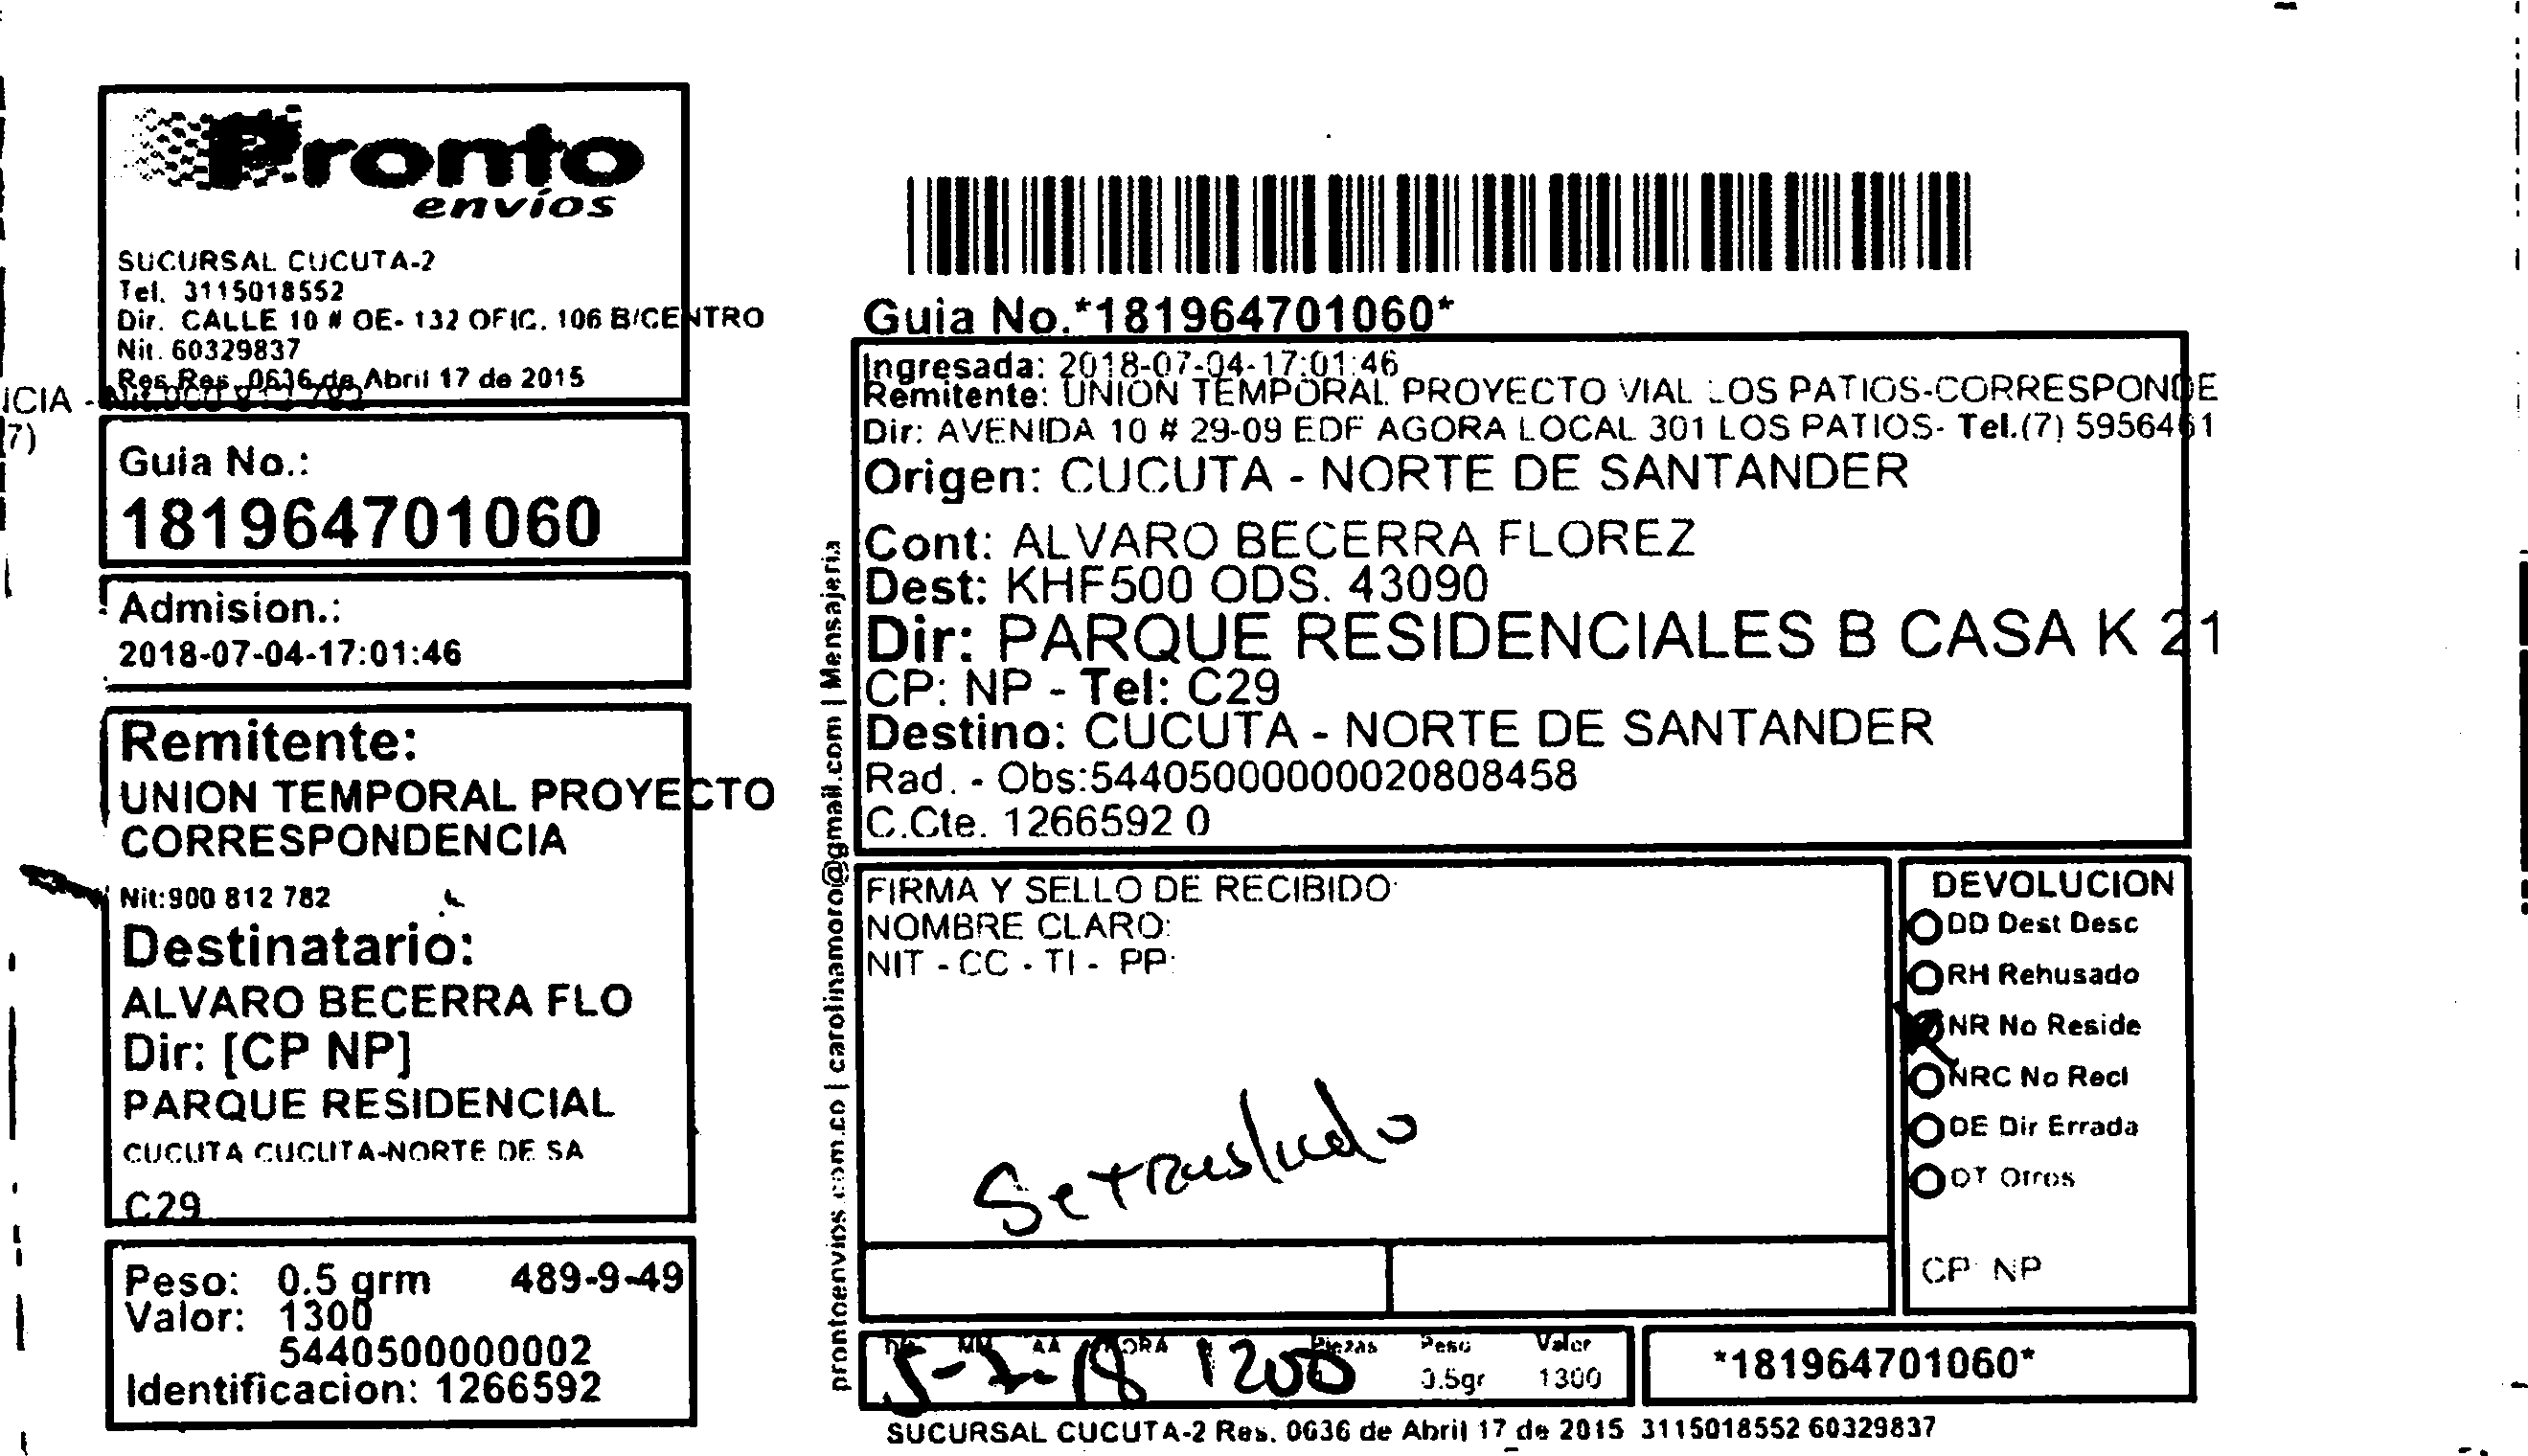 Pronto
envíos
SUCURSAL CUCUTA-2
Tel. 3115018552
Dir. CALLE 10 # OE- 132 OFIC. 106 B/CENTRO
Nit. 60329837
Res Res. 0636 de Abril 17 de 2015
ICIA -
7)
Guia No.:
181964701060
Admision.:
2018-07-04-17:01:46
Remitente:
UNION TEMPORAL PROYECTO
CORRESPONDENCIA
Nit:900 812 782
Destinatario:
ALVARO BECERRA FLO
Dir: [CP NP]
PARQUE RESIDENCIAL
CUCUTA CUCUTA-NORTE DE SA
C29
Peso: 0.5 grm 489-9-49
Valor: 1300
5440500000002
Identificacion: 1266592
prontoenvios.com.co | carolinamoro@gmail.com | Mensajeria
Guia No.*181964701060*
Ingresada: 2018-07-04-17:01:46
Remitente: UNION TEMPORAL PROYECTO VIAL LOS PATIOS-CORRESPONDE
Dir: AVENIDA 10 # 29-09 EDF AGORA LOCAL 301 LOS PATIOS- Tel.(7) 5956461
Origen: CUCUTA - NORTE DE SANTANDER
Cont: ALVARO BECERRA FLOREZ
Dest: KHF500 ODS. 43090
Dir: PARQUE RESIDENCIALES B CASA K 21
CP: NP - Tel: C29
Destino: CUCUTA - NORTE DE SANTANDER
Rad. - Obs:544050000000020808458
C.Cte. 1266592 0
FIRMA Y SELLO DE RECIBIDO
NOMBRE CLARO:
NIT - CC - TI - PP:
Se trasludo
DEVOLUCION
DD Dest Desc
RH Rehusado
NR No Reside
NRC No Recl
DE Dir Errada
OT Otros
CP: NP
MM AA HORA Piezas Peso Valor
5-7-18 1200 0.5gr 1300
*181964701060*
SUCURSAL CUCUTA-2 Res. 0636 de Abril 17 de 2015 3115018552 60329837